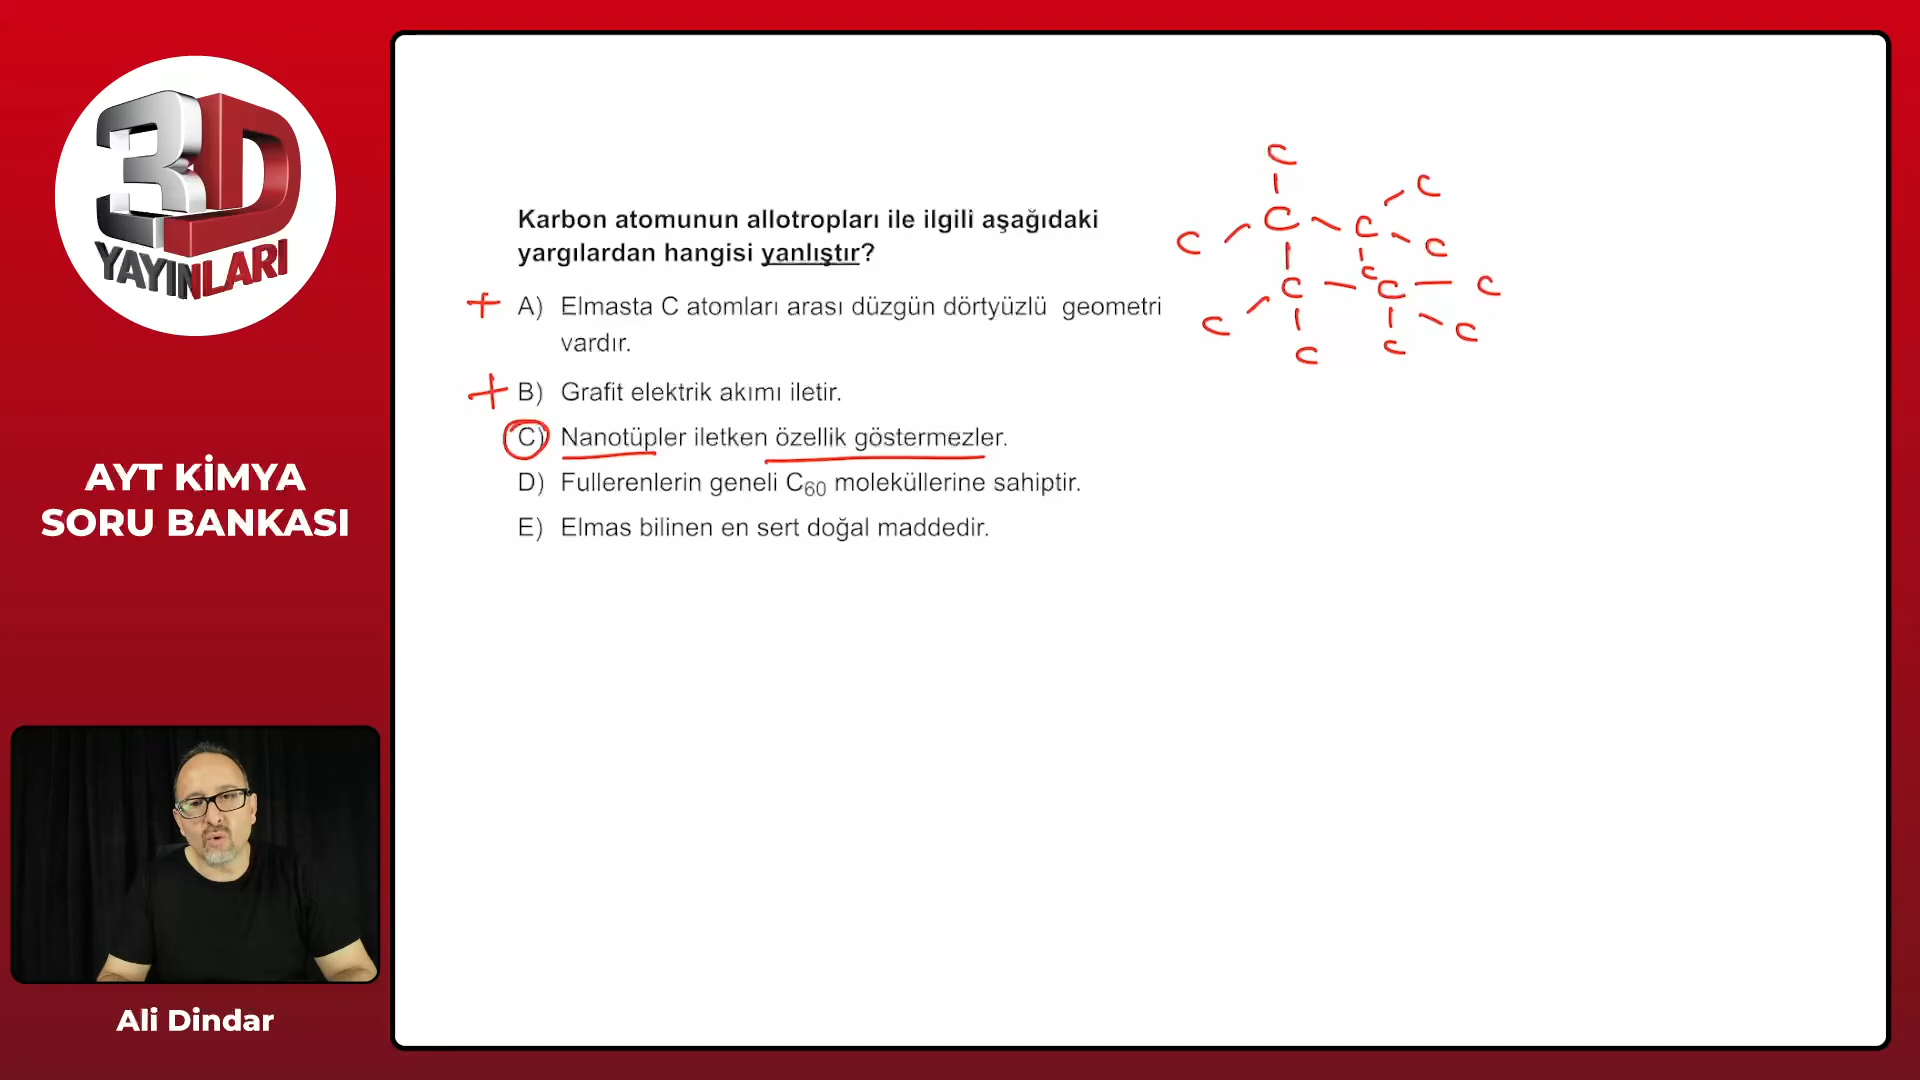 3D
YAYINLARI
AYT KİMYA
SORU BANKASI
Ali Dindar
Karbon atomunun allotropları ile ilgili aşağıdaki
yargılardan hangisi yanlıştır?
+ A) Elmasta C atomları arası düzgün dörtyüzlü geometri
vardır.
+ B) Grafit elektrik akımı iletir.
C) Nanotüpler iletken özellik göstermezler.
D) Fullerenlerin geneli C60 moleküllerine sahiptir.
E) Elmas bilinen en sert doğal maddedir.
C
C
C C C
C
C
C C C
C C
C C